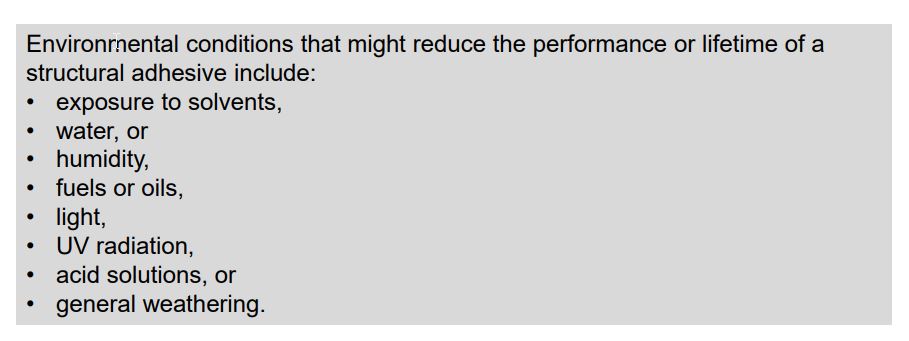 Environmental conditions that might reduce the performance or lifetime of a
structural adhesive include:
• exposure to solvents,
• water, or
• humidity,
• fuels or oils,
• light,
• UV radiation,
• acid solutions, or
• general weathering.